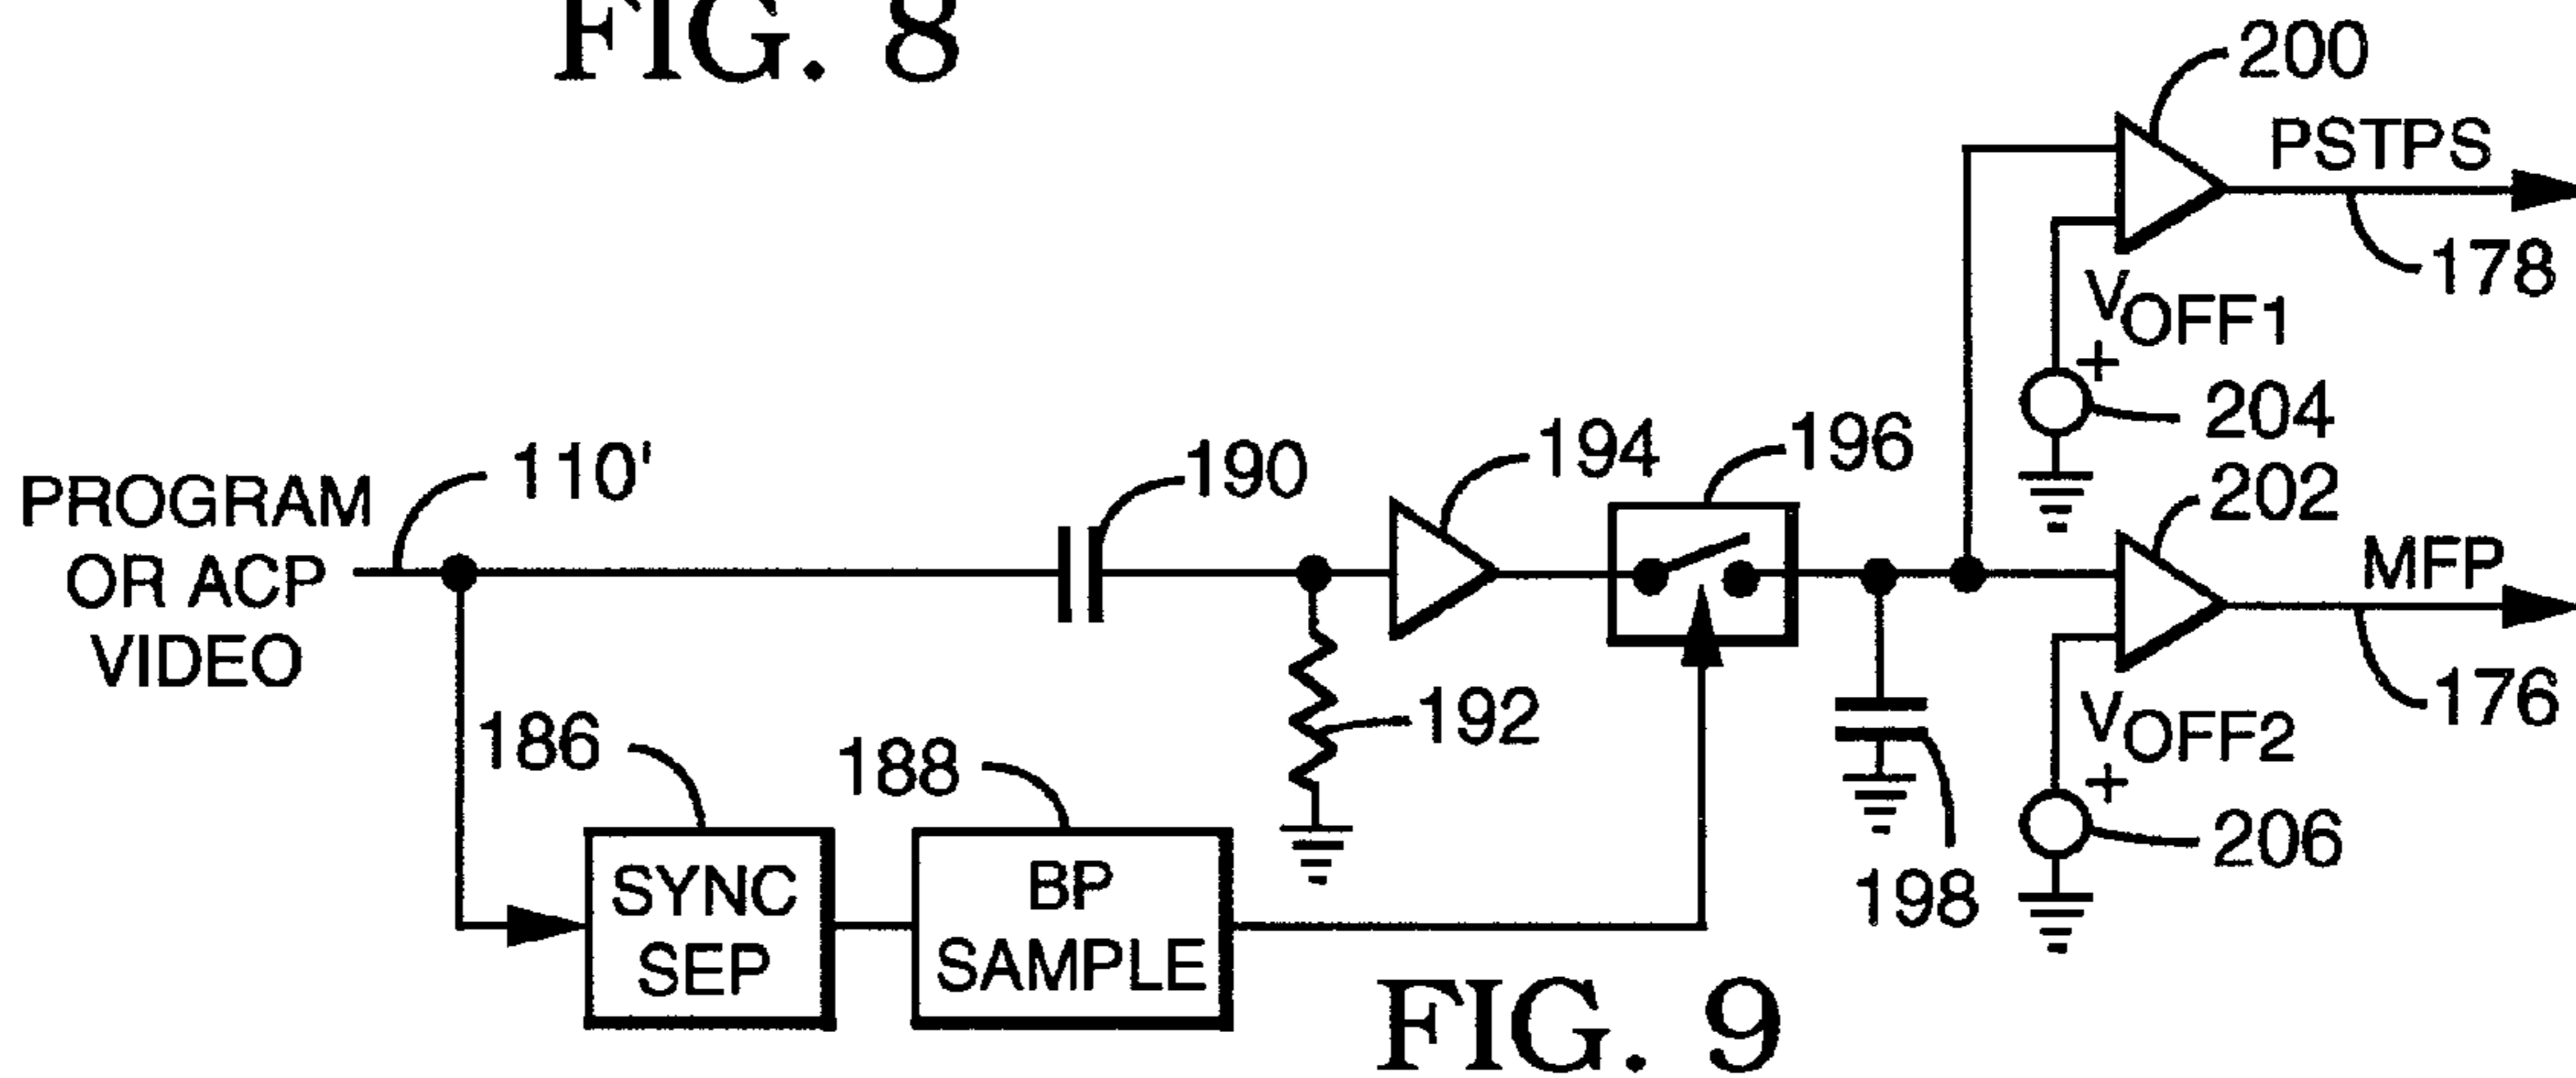 FIG. 8
200
PSTPS
178
VOFF1
+
204
PROGRAM
OR ACP
VIDEO
110'
190
194
196
202
MFP
176
VOFF2
+
206
192
198
186
188
SYNC
SEP
BP
SAMPLE
FIG. 9